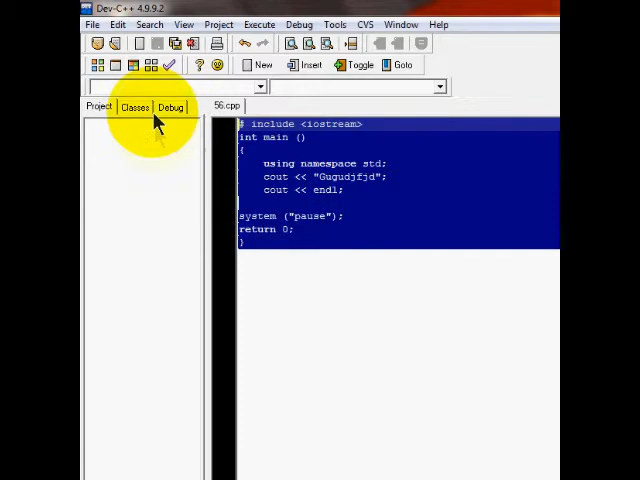 Dev-C++ 4.9.9.2
File Edit Search View Project Execute Debug Tools CVS Window Help
New Insert Toggle Goto
Project Classes Debug 56.cpp
# include <iostream>
int main ()
{
using namespace std;
cout << "Gugudjfjd";
cout << endl;
system ("pause");
return 0;
}